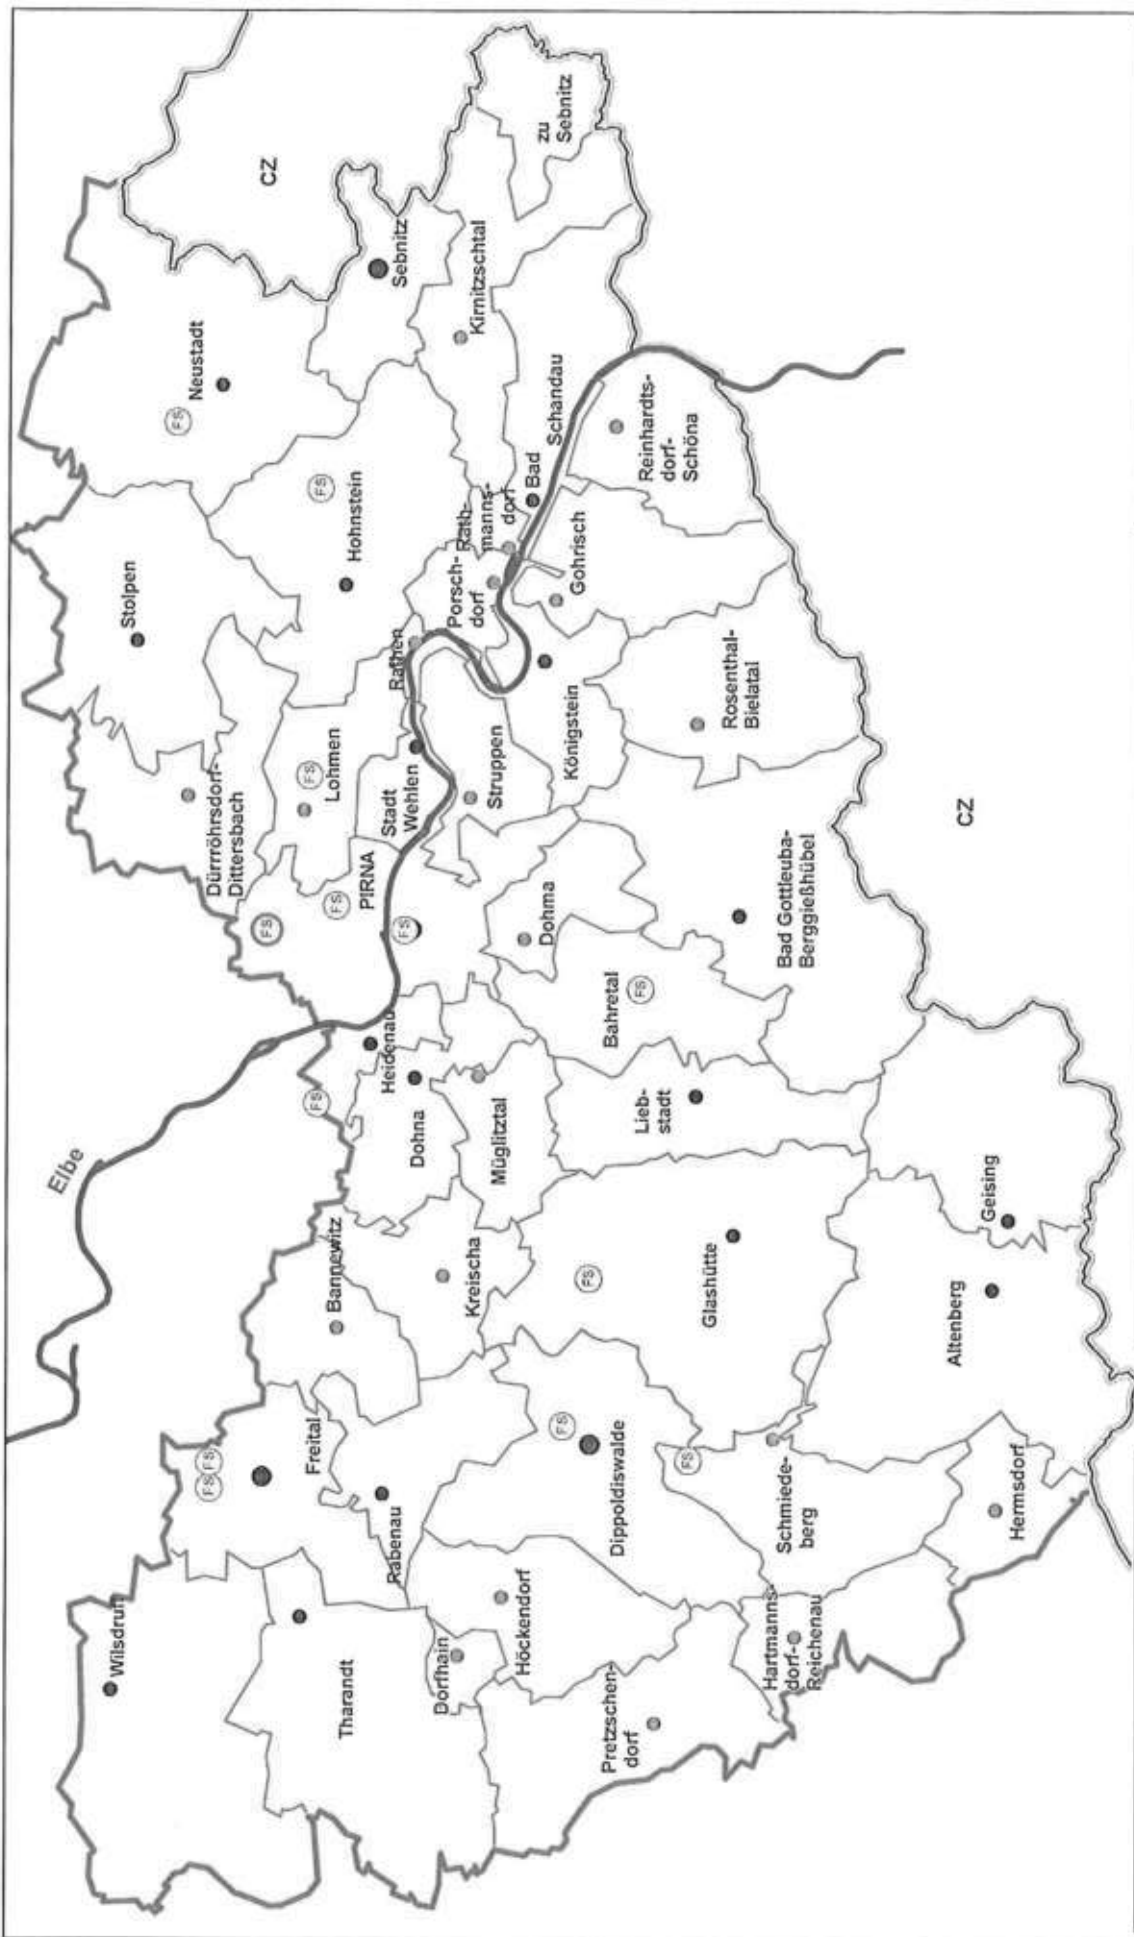 Elbe
CZ
CZ
Wilsdruff
Tharandt
Freital
FS
FS
Rabenau
Bannewitz
Kreischa
Dorfhain
Höckendorf
Pretzschen-
dorf
Hartmanns-
dorf-
Reichenau
Dippoldiswalde
FS
Schmiede-
berg
FS
Hermsdorf
Altenberg
Geising
Glashütte
FS
Lieb-
stadt
Müglitztal
Dohna
Heidenau
FS
PIRNA
FS
FS
FS
Dohma
Bahretal
FS
Bad Gottleuba-
Berggießhübel
Dürrröhrsdorf-
Dittersbach
Lohmen
FS
Stadt
Wehlen
Struppen
Königstein
Rosenthal-
Bielatal
Rathen
Stolpen
Hohnstein
FS
Porsch-
dorf
Rath-
manns-
dorf
Gohrisch
Bad
Schandau
Reinhardts-
dorf-
Schöna
Neustadt
FS
Sebnitz
Kirnitzschtal
zu
Sebnitz